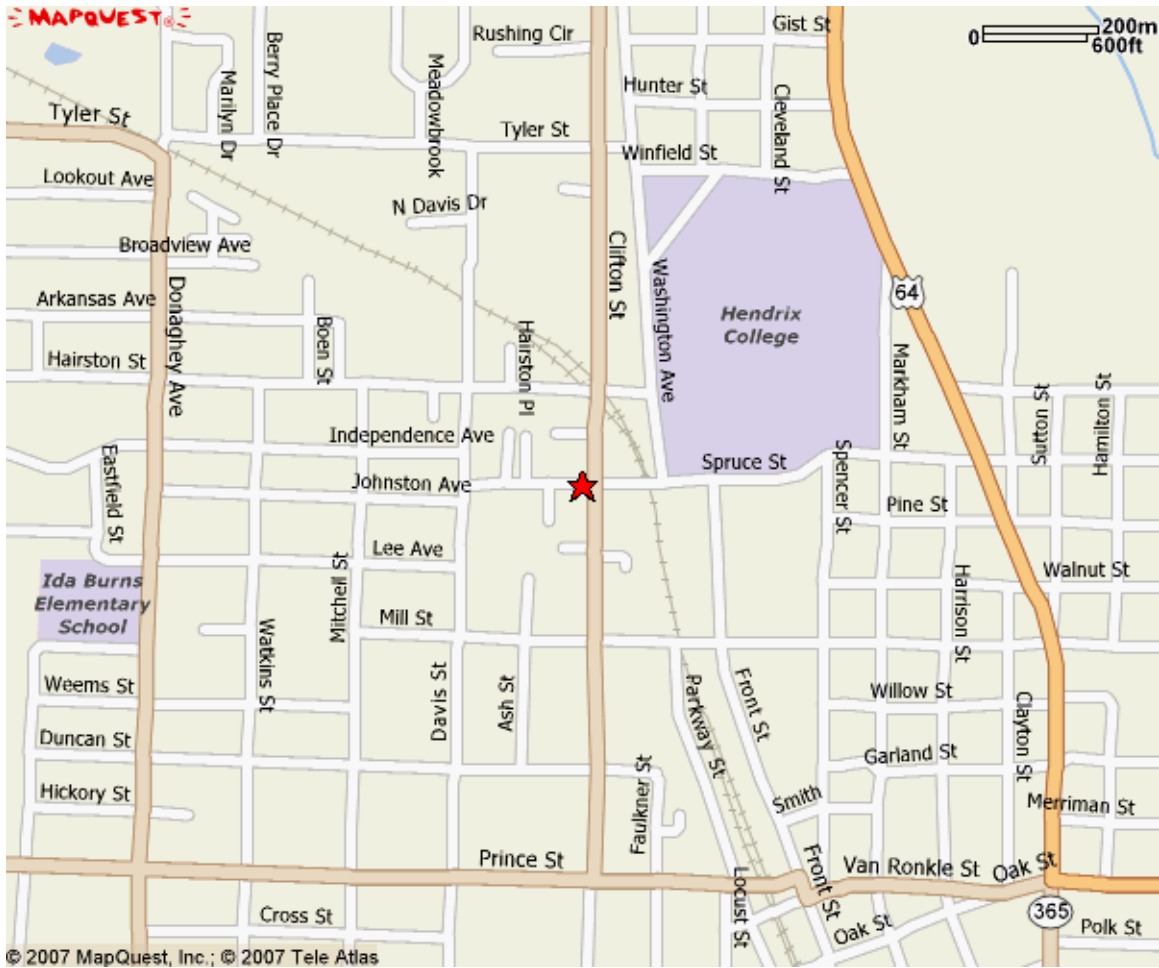 MAPQUEST
Rushing Cir
Gist St
0
200m
600ft
Berry Place Dr
Marilyn Dr
Meadowbrook
Hunter St
Cleveland St
Tyler St
Tyler St
Winfield St
Lookout Ave
N Davis Dr
Broadview Ave
Clifton St
Washington Ave
Donaghey Ave
64
Arkansas Ave
Boen St
Hairston Pl
Hendrix
College
Markham St
Hairston St
Sutton St
Hamilton St
Independence Ave
Eastfield St
Spruce St
Spencer St
Johnston Ave
Pine St
Lee Ave
Mitchell St
Walnut St
Ida Burns
Elementary
School
Harrison St
Mill St
Watkins St
Weems St
Davis St
Ash St
Parkway St
Front St
Willow St
Clayton St
Duncan St
Garland St
Hickory St
Faulkner St
Smith
Merriman St
Prince St
Van Ronkle St
Oak St
Locust St
Front St
365
Cross St
Oak St
Polk St
© 2007 MapQuest, Inc.; © 2007 Tele Atlas